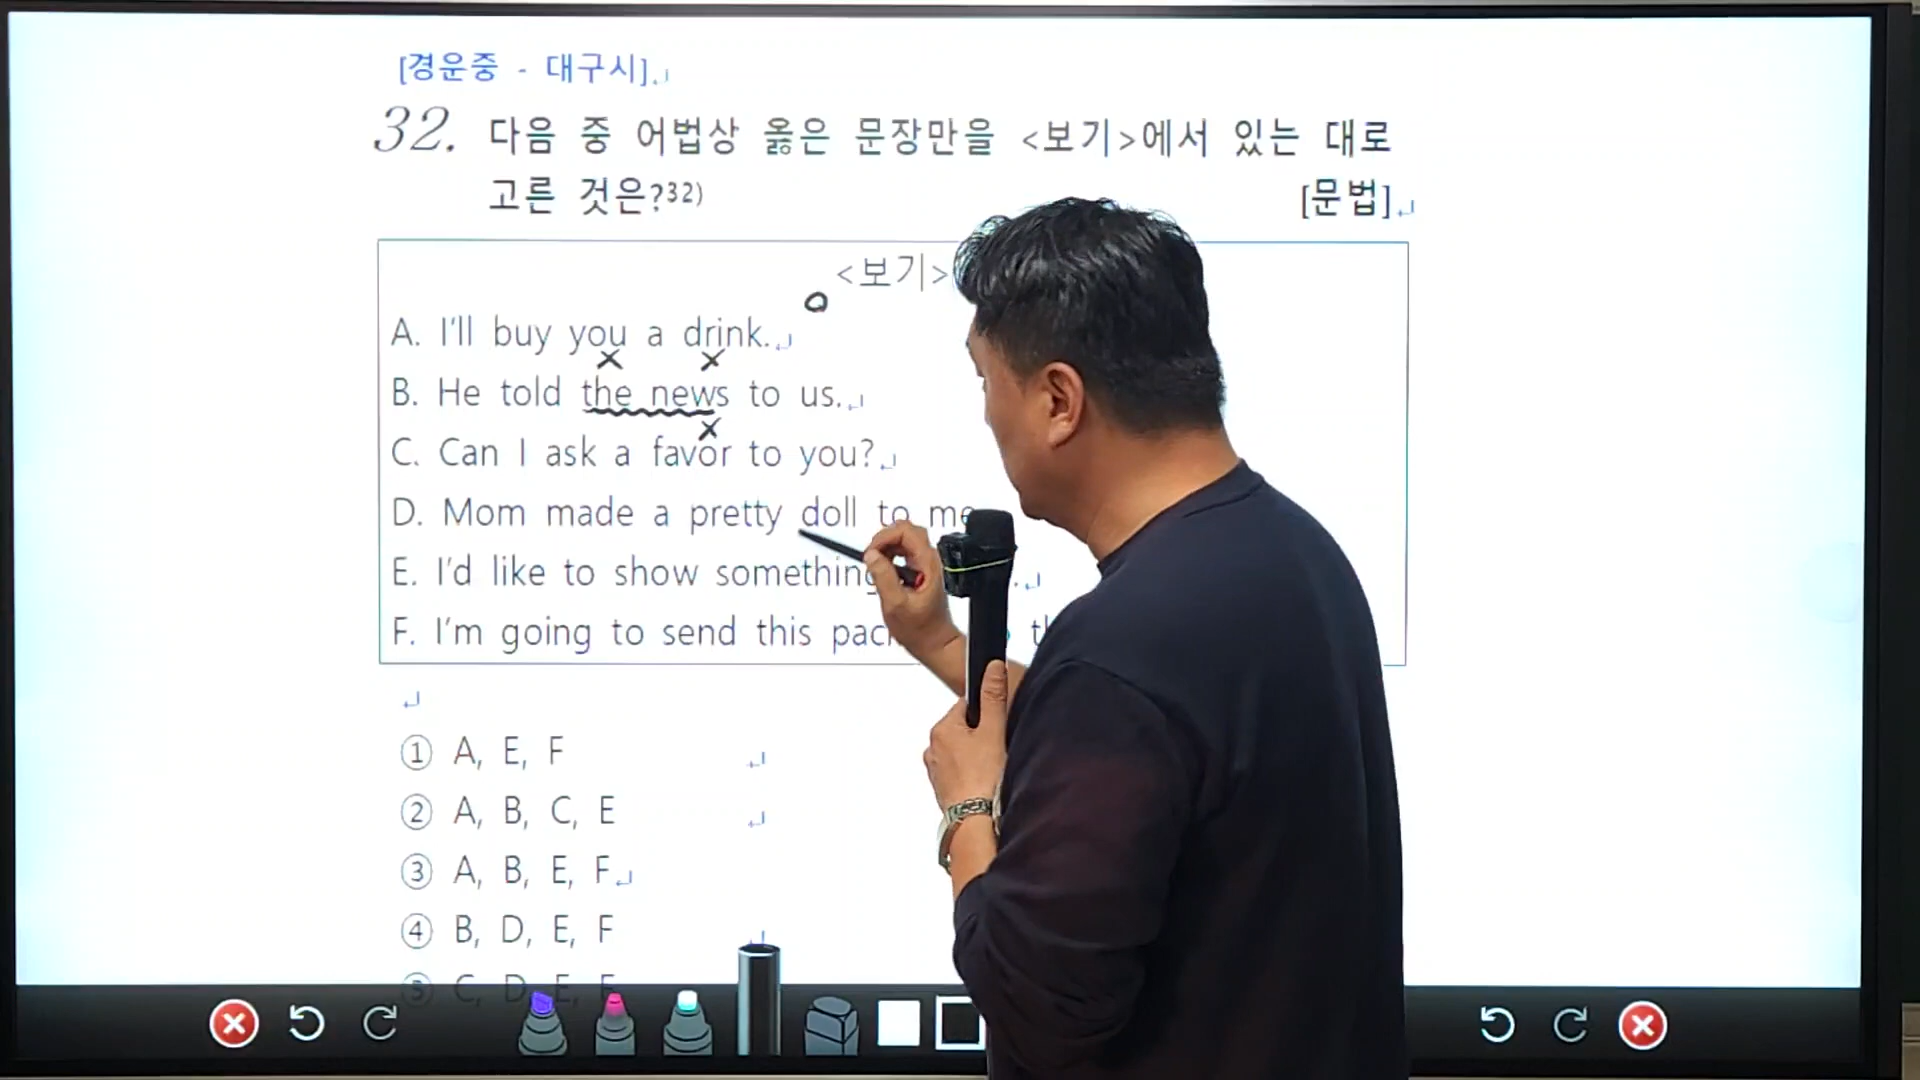 [경운중 - 대구시]
32. 다음 중 어법상 옳은 문장만을 <보기>에서 있는 대로
고른 것은?32) [문법]
<보기>
A. I'll buy you a drink.
B. He told the news to us.
C. Can I ask a favor to you?
D. Mom made a pretty doll to me
E. I'd like to show something
F. I'm going to send this
① A, E, F
② A, B, C, E
③ A, B, E, F
④ B, D, E, F
⑤ C, D, E, F